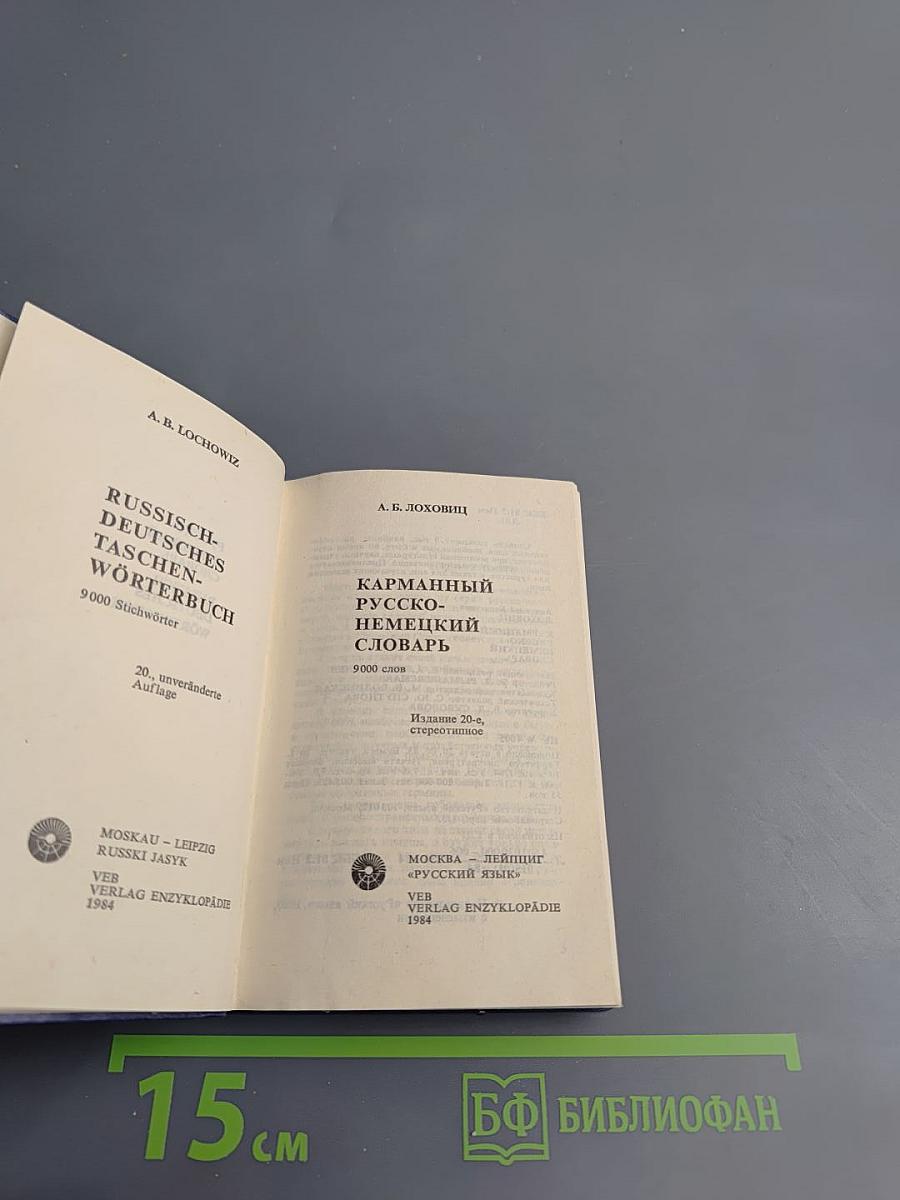 A. B. LOCHOWIZ
RUSSISCH-
DEUTSCHES
TASCHEN-
WÖRTERBUCH
9000 Stichwörter
20., unveränderte
Auflage
MOSKAU – LEIPZIG
RUSSKI JASYK
VEB
VERLAG ENZYKLOPÄDIE
1984
А. Б. ЛОХОВИЦ
КАРМАННЫЙ
РУССКО-
НЕМЕЦКИЙ
СЛОВАРЬ
9000 слов
Издание 20-е,
стереотипное
МОСКВА – ЛЕЙПЦИГ
«РУССКИЙ ЯЗЫК»
VEB
VERLAG ENZYKLOPÄDIE
1984
15 см
БФ БИБЛИОФАН